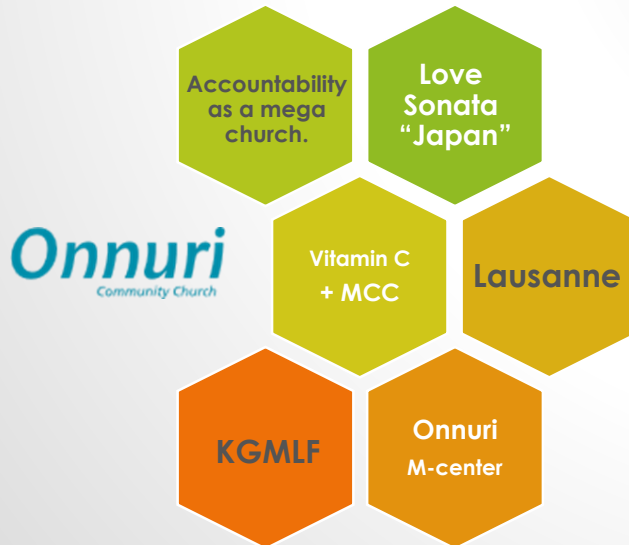 Accountability
as a mega
church.
Love
Sonata
“Japan”
Onnuri
Community Church
Vitamin C
+ MCC
Lausanne
KGMLF
Onnuri
M-center